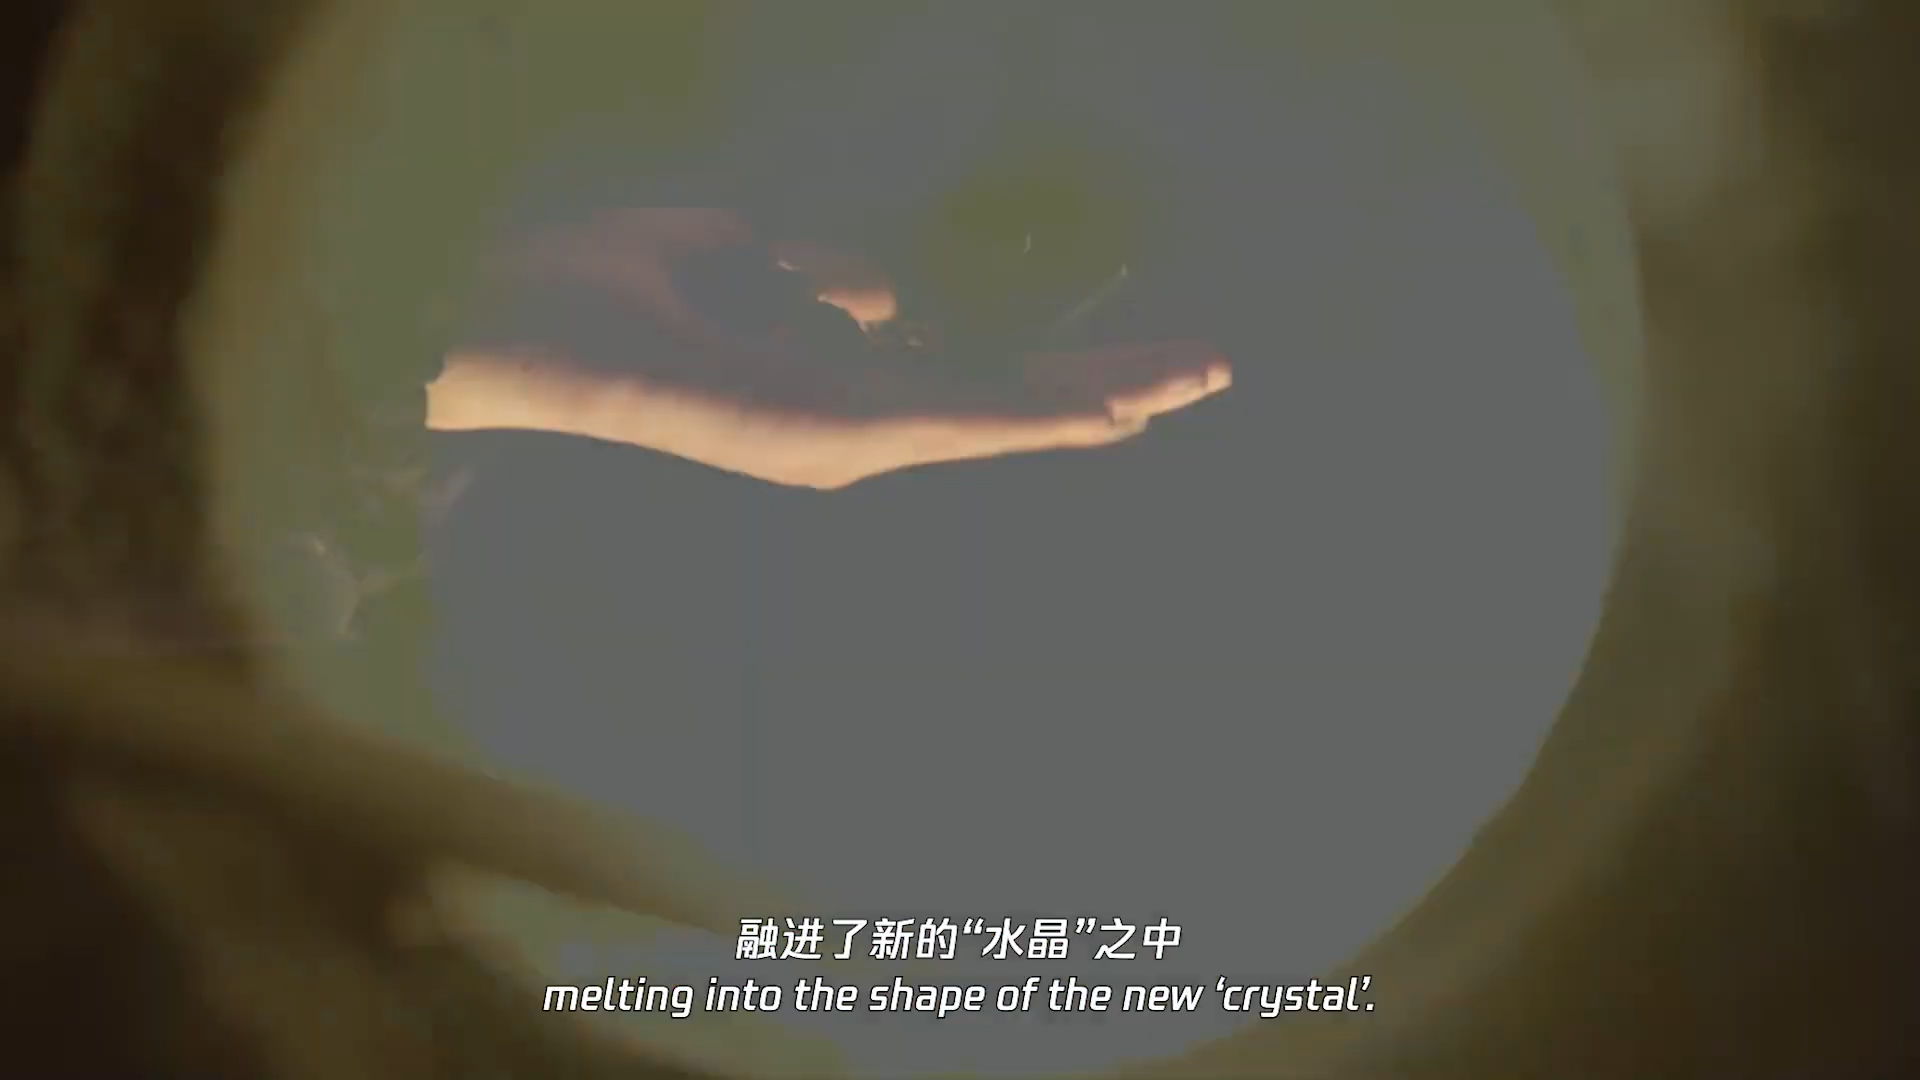 融进了新的“水晶”之中
melting into the shape of the new ‘crystal’.